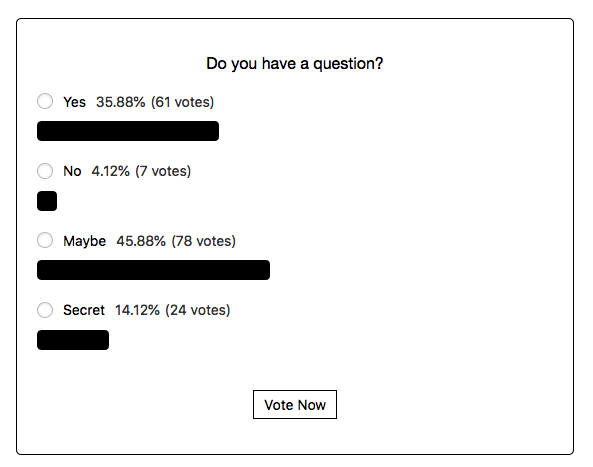 Do you have a question?
Yes 35.88% (61 votes)
No 4.12% (7 votes)
Maybe 45.88% (78 votes)
Secret 14.12% (24 votes)
Vote Now